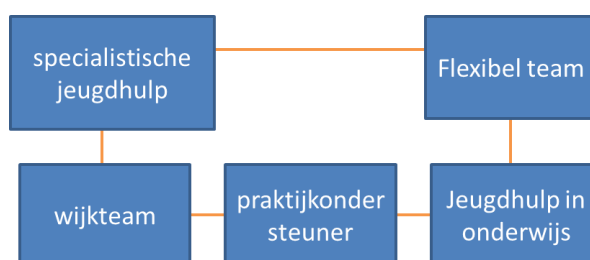 specialistische
jeugdhulp
Flexibel team
wijkteam
praktijkonder
steuner
Jeugdhulp in
onderwijs